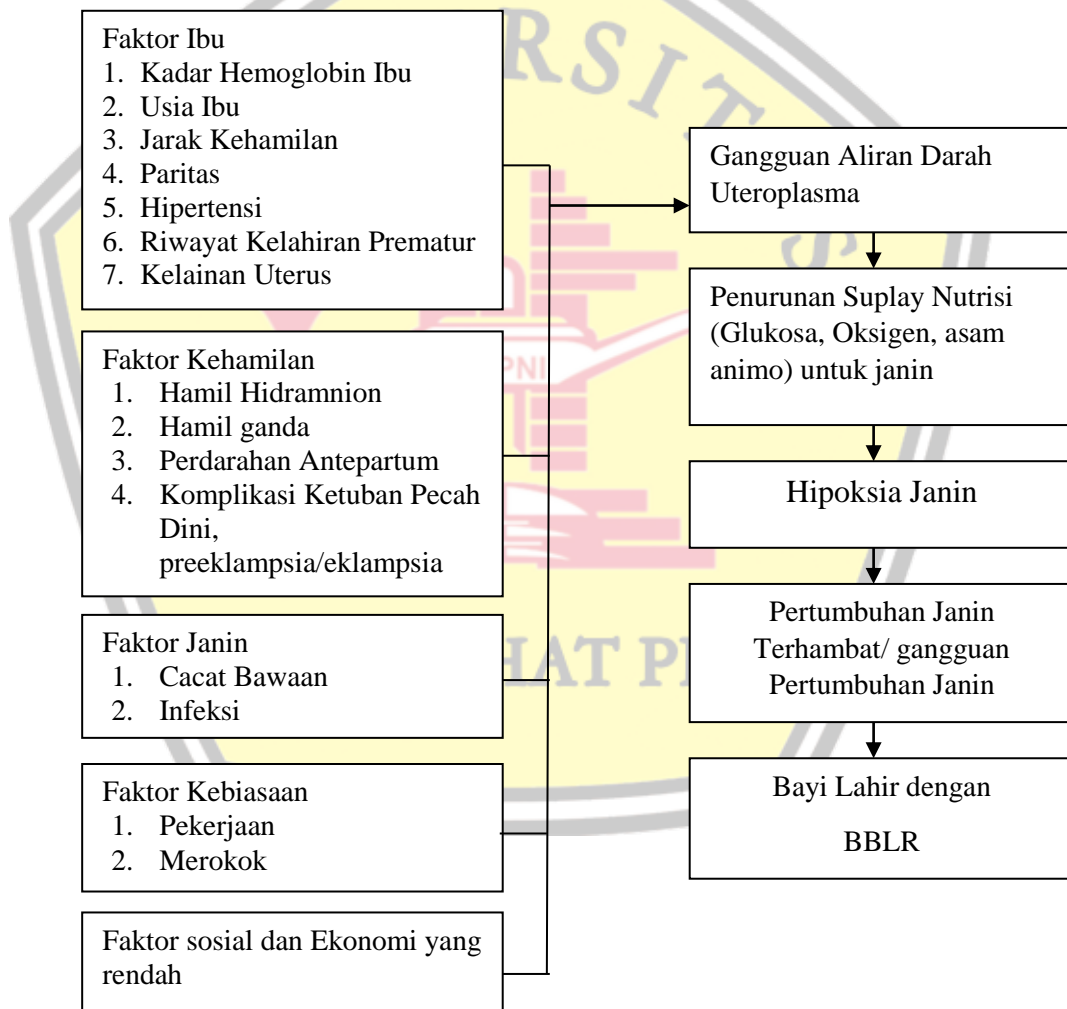 Faktor Ibu
1. Kadar Hemoglobin Ibu
2. Usia Ibu
3. Jarak Kehamilan
4. Paritas
5. Hipertensi
6. Riwayat Kelahiran Prematur
7. Kelainan Uterus
Faktor Kehamilan
1. Hamil Hidramnion
2. Hamil ganda
3. Perdarahan Antepartum
4. Komplikasi Ketuban Pecah
Dini,
preeklampsia/eklampsia
Faktor Janin
1. Cacat Bawaan
2. Infeksi
Faktor Kebiasaan
1. Pekerjaan
2. Merokok
Faktor sosial dan Ekonomi yang
rendah
Gangguan Aliran Darah
Uteroplasma
Penurunan Suplay Nutrisi
(Glukosa, Oksigen, asam
animo) untuk janin
Hipoksia Janin
Pertumbuhan Janin
Terhambat/ gangguan
Pertumbuhan Janin
Bayi Lahir dengan
BBLR